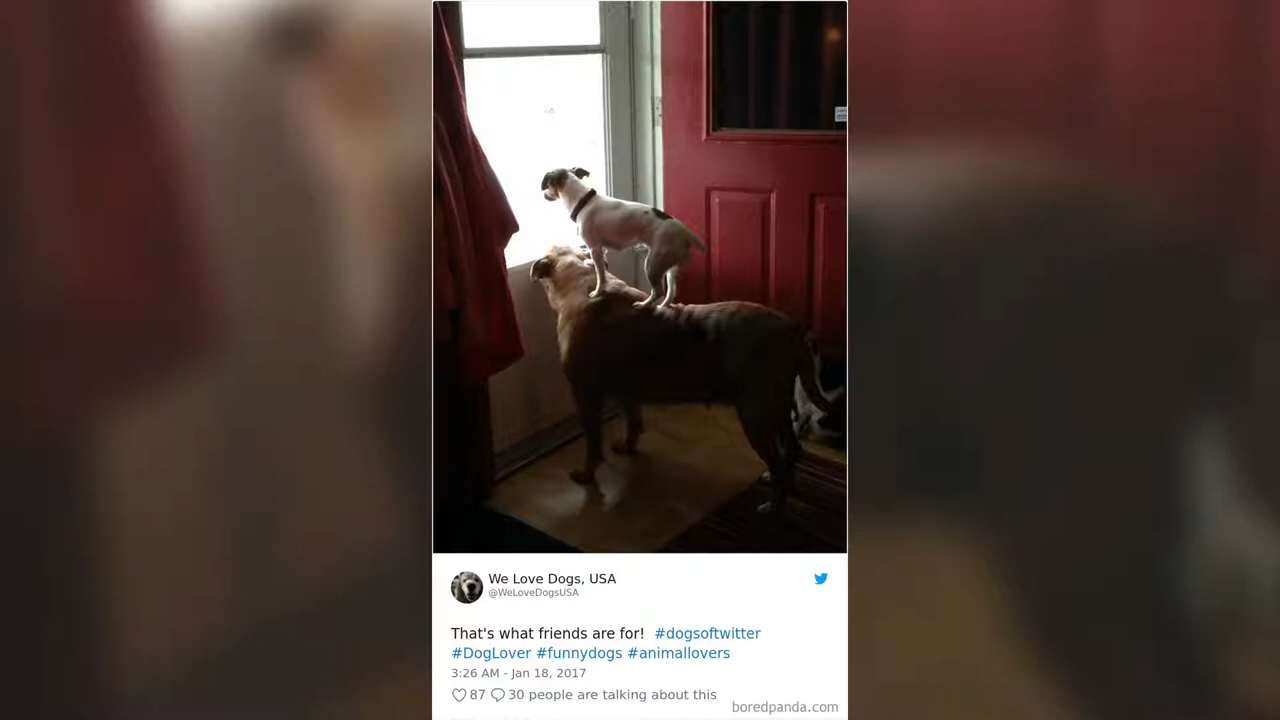 We Love Dogs, USA
@WeLoveDogsUSA
That's what friends are for! #dogsoftwitter
#DogLover #funnydogs #animallovers
3:26 AM - Jan 18, 2017
87 30 people are talking about this
boredpanda.com